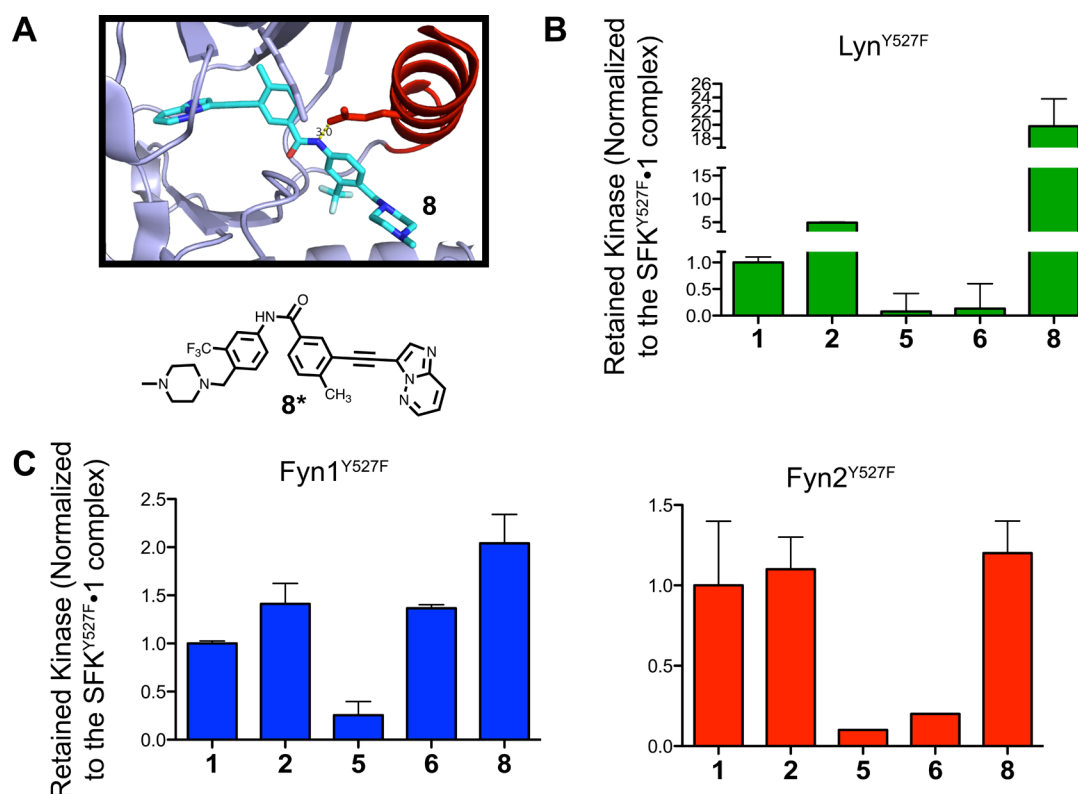 A
3.0
8
HN
O
F3C
N
N
CH3
N
N
N
8*
B
LynY527F
Retained Kinase (Normalized
to the SFKY527F•1 complex)
26
24
22
20
18
15
10
5
1.0
0.5
0.0
1 2 5 6 8
C
Fyn1Y527F
Retained Kinase (Normalized
to the SFKY527F•1 complex)
2.5
2.0
1.5
1.0
0.5
0.0
1 2 5 6 8
Fyn2Y527F
1.5
1.0
0.5
0.0
1 2 5 6 8